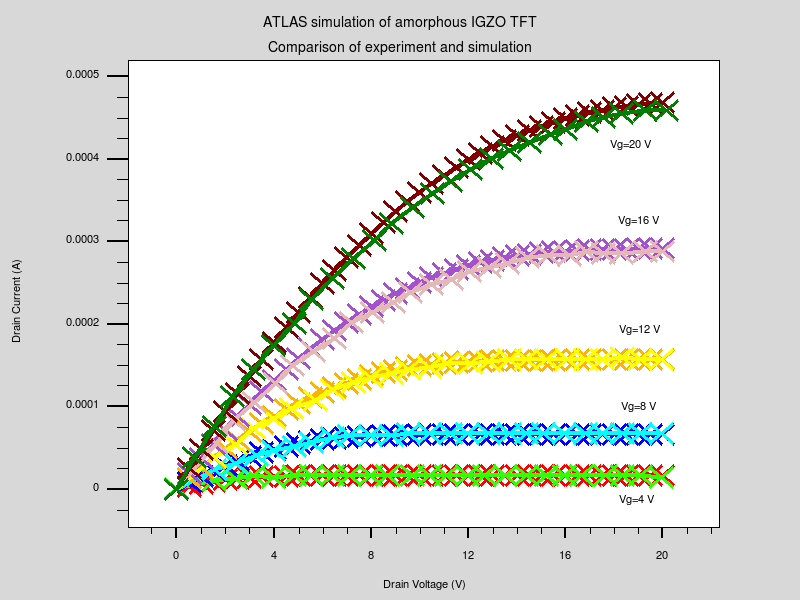 ATLAS simulation of amorphous IGZO TFT
Comparison of experiment and simulation
0.0005
0.0004
0.0003
0.0002
0.0001
0
Drain Current (A)
Vg=20 V
Vg=16 V
Vg=12 V
Vg=8 V
Vg=4 V
0 4 8 12 16 20
Drain Voltage (V)